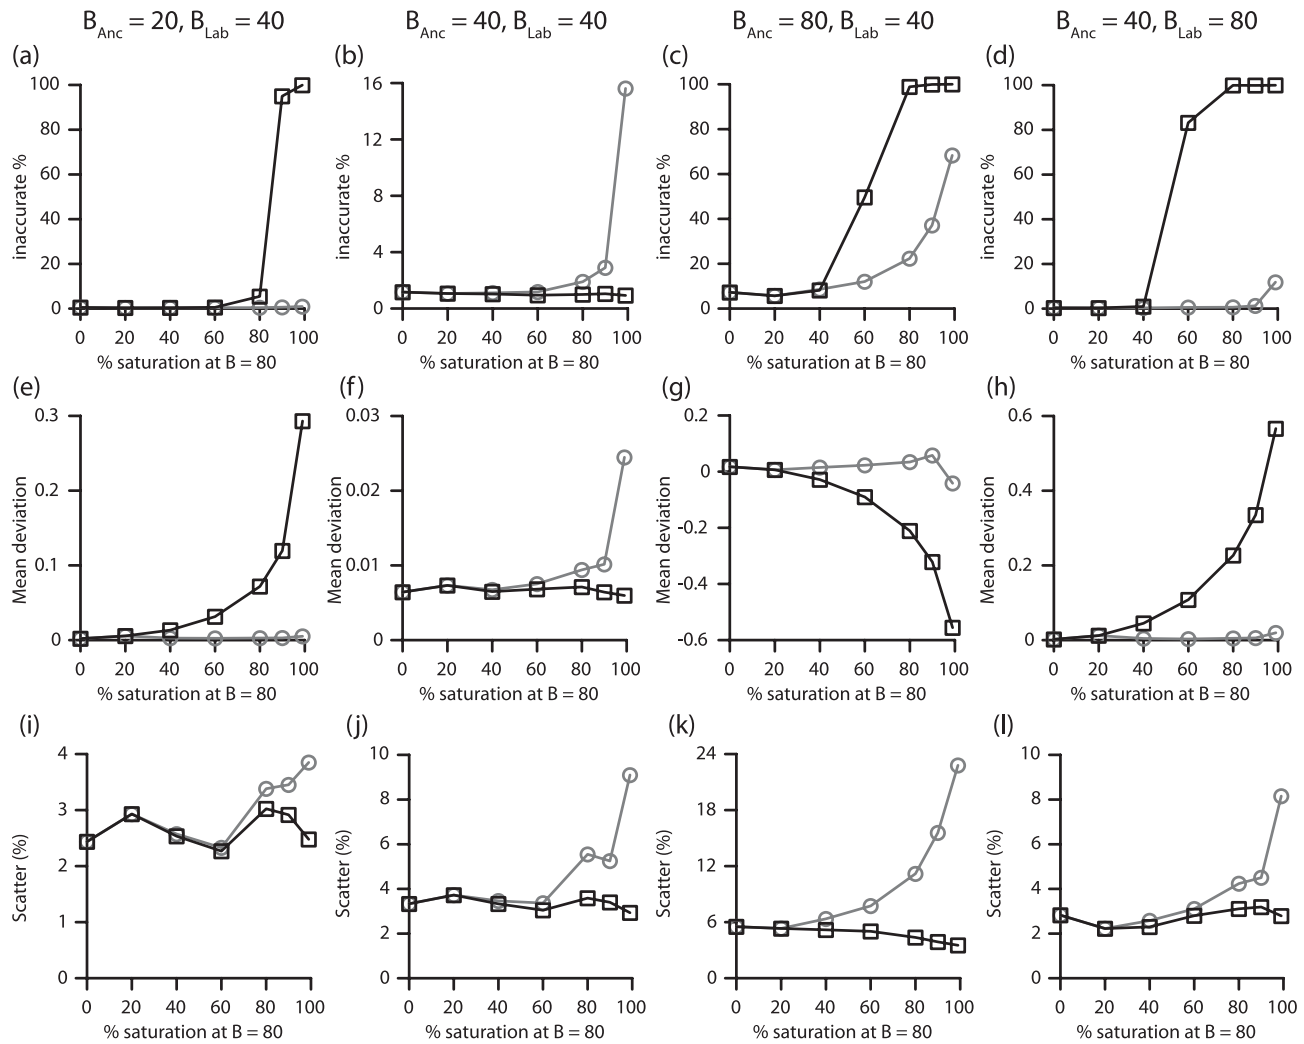 B_Anc = 20, B_Lab = 40
B_Anc = 40, B_Lab = 40
B_Anc = 80, B_Lab = 40
B_Anc = 40, B_Lab = 80
(a)
100
80
60
40
20
0
inaccurate %
0 20 40 60 80 100
% saturation at B = 80
(b)
16
12
8
4
0
inaccurate %
0 20 40 60 80 100
% saturation at B = 80
(c)
100
80
60
40
20
0
inaccurate %
0 20 40 60 80 100
% saturation at B = 80
(d)
100
80
60
40
20
0
inaccurate %
0 20 40 60 80 100
% saturation at B = 80
(e)
0.3
0.2
0.1
0
Mean deviation
0 20 40 60 80 100
% saturation at B = 80
(f)
0.03
0.02
0.01
0
Mean deviation
0 20 40 60 80 100
% saturation at B = 80
(g)
0.2
0
-0.2
-0.4
-0.6
Mean deviation
0 20 40 60 80 100
% saturation at B = 80
(h)
0.6
0.4
0.2
0
Mean deviation
0 20 40 60 80 100
% saturation at B = 80
(i)
4
3
2
1
0
Scatter (%)
0 20 40 60 80 100
% saturation at B = 80
(j)
10
8
6
4
2
0
Scatter (%)
0 20 40 60 80 100
% saturation at B = 80
(k)
24
18
12
6
0
Scatter (%)
0 20 40 60 80 100
% saturation at B = 80
(l)
10
8
6
4
2
0
Scatter (%)
0 20 40 60 80 100
% saturation at B = 80